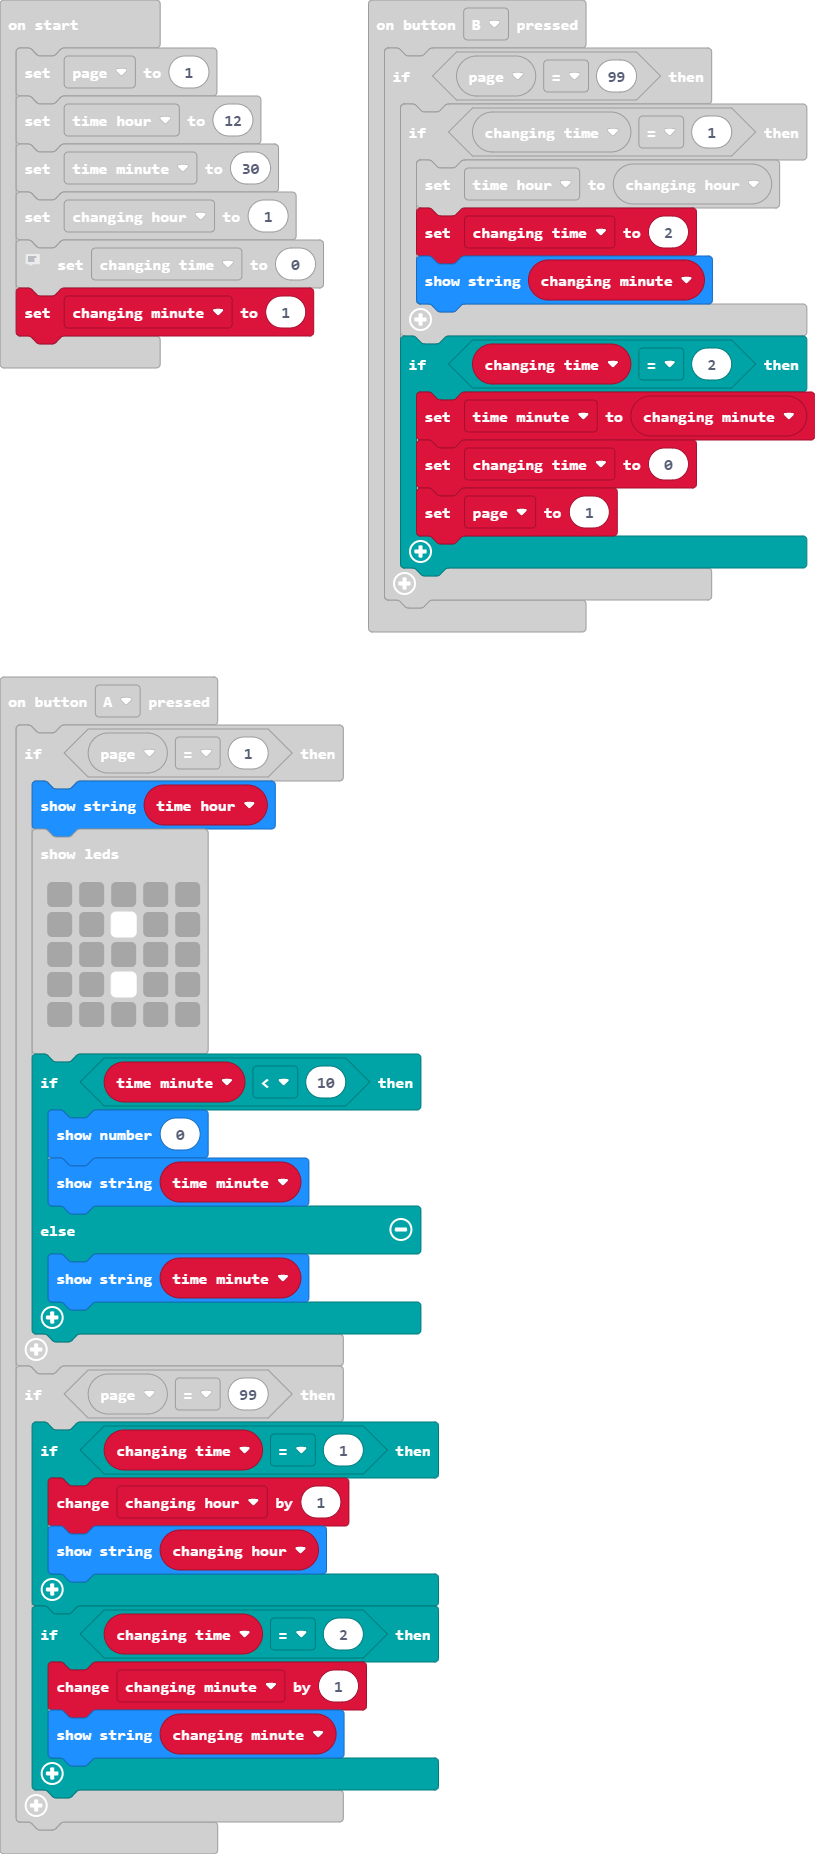 on start
set page to 1
set time hour to 12
set time minute to 30
set changing hour to 1
set changing time to 0
set changing minute to 1
on button B pressed
if page = 99 then
if changing time = 1 then
set time hour to changing hour
set changing time to 2
show string changing minute
if changing time = 2 then
set time minute to changing minute
set changing time to 0
set page to 1
on button A pressed
if page = 1 then
show string time hour
show leds
if time minute < 10 then
show number 0
show string time minute
else
show string time minute
if page = 99 then
if changing time = 1 then
change changing hour by 1
show string changing hour
if changing time = 2 then
change changing minute by 1
show string changing minute